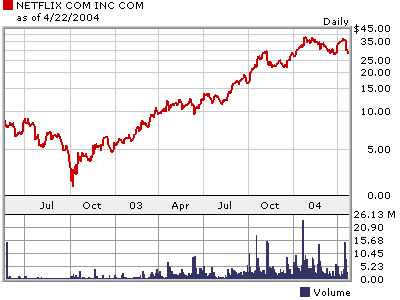 NETFLIX COM INC COM
as of 4/22/2004
Daily
$45.00
35.00
25.00
20.00
15.00
10.00
5.00
0.00
Jul Oct 03 Apr Jul Oct 04
26.13 M
20.90
15.68
10.45
5.23
0.00
Volume